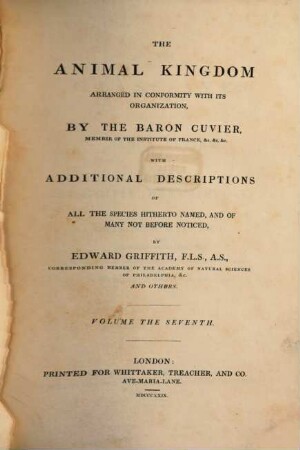 THE
ANIMAL KINGDOM
ARRANGED IN CONFORMITY WITH ITS
ORGANIZATION,
BY THE BARON CUVIER,
MEMBER OF THE INSTITUTE OF FRANCE, &c. &c. &c.
WITH
ADDITIONAL DESCRIPTIONS
OF
ALL THE SPECIES HITHERTO NAMED, AND OF
MANY NOT BEFORE NOTICED,
BY
EDWARD GRIFFITH, F.L.S., A.S.,
CORRESPONDING MEMBER OF THE ACADEMY OF NATURAL SCIENCES
OF PHILADELPHIA, &c.
AND OTHERS.
VOLUME THE SEVENTH.
LONDON:
PRINTED FOR WHITTAKER, TREACHER, AND CO.
AVE-MARIA-LANE.
MDCCCXXIX.